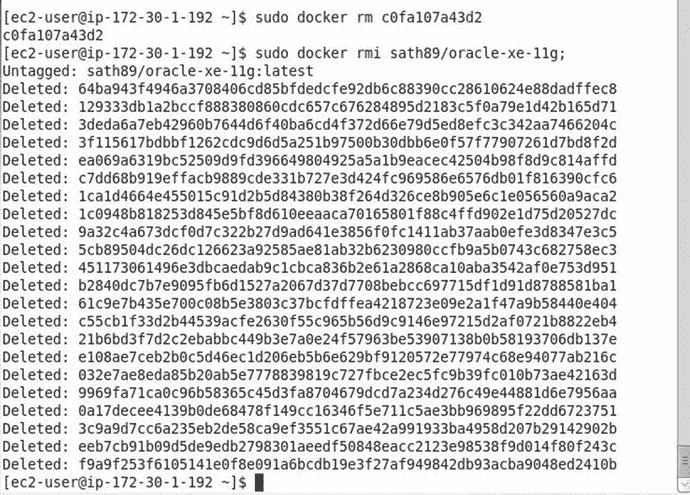 [ec2-user@ip-172-30-1-192 ~]$ sudo docker rm c0fa107a43d2
c0fa107a43d2
[ec2-user@ip-172-30-1-192 ~]$ sudo docker rmi sath89/oracle-xe-11g;
Untagged: sath89/oracle-xe-11g:latest
Deleted: 64ba943f4946a3708406cd85bfdedcfe92db6c88390cc28610624e88dadffec8
Deleted: 129333db1a2bccf888380860cdc657c676284895d2183c5f0a79e1d42b165d71
Deleted: 3deda6a7eb42960b7644d6f40ba6cd4f372d66e79d5ed8efc3c342aa7466204c
Deleted: 3f115617bdbbf1262cdc9d6d5a251b97500b30dbb6e0f57f77907261d7bd8f2d
Deleted: ea069a6319bc52509d9fd396649804925a5a1b9eacec42504b98f8d9c814affd
Deleted: c7dd68b919effacb9889cde331b727e3d424fc969586e6576db01f816390cfc6
Deleted: 1ca1d4664e455015c91d2b5d84380b38f264d326ce8b905e6c1e056560a9aca2
Deleted: 1c0948b818253d845e5bf8d610eeaaca70165801f88c4ffd902e1d75d20527dc
Deleted: 9a32c4a673dcf0d7c322b27d9ad641e3856f0fc1411ab37aab0efe3d8347e3c5
Deleted: 5cb89504dc26dc126623a92585ae81ab32b6230980ccfb9a5b0743c682758ec3
Deleted: 451173061496e3dbcaedab9c1cbca836b2e61a2868ca10aba3542af0e753d951
Deleted: b2840dc7b7e9095fb6d1527a2067d37d7708bebcc697715df1d91d8788581ba1
Deleted: 61c9e7b435e700c08b5e3803c37bcfdffea4218723e09e2a1f47a9b58440e404
Deleted: c55cb1f33d2b44539acfe2630f55c965b56d9c9146e97215d2af0721b8822eb4
Deleted: 21b6bd3f7d2c2ebabbc449b3e7a0e24f57963be53907138b0b58193706db137e
Deleted: e108ae7ceb2b0c5d46ec1d206eb5b6e629bf9120572e77974c68e94077ab216c
Deleted: 032e7ae8eda85b20ab5e7778839819c727fbce2ec5fc9b39fc010b73ae42163d
Deleted: 9969fa71ca0c96b58365c45d3fa8704679dcd7a234d276c49e44881d6e7956aa
Deleted: 0a17decee4139b0de68478f149cc16346f5e711c5ae3bb969895f22dd6723751
Deleted: 3c9a9d7cc6a235eb2de58ca9ef3551c67ae42a991933ba4958d207b29142902b
Deleted: eeb7cb91b09d5de9edb2798301aeedf50848eacc2123e98538f9d014f80f243c
Deleted: f9a9f253f6105141e0f8e091a6bcdb19e3f27af949842db93acba9048ed2410b
[ec2-user@ip-172-30-1-192 ~]$